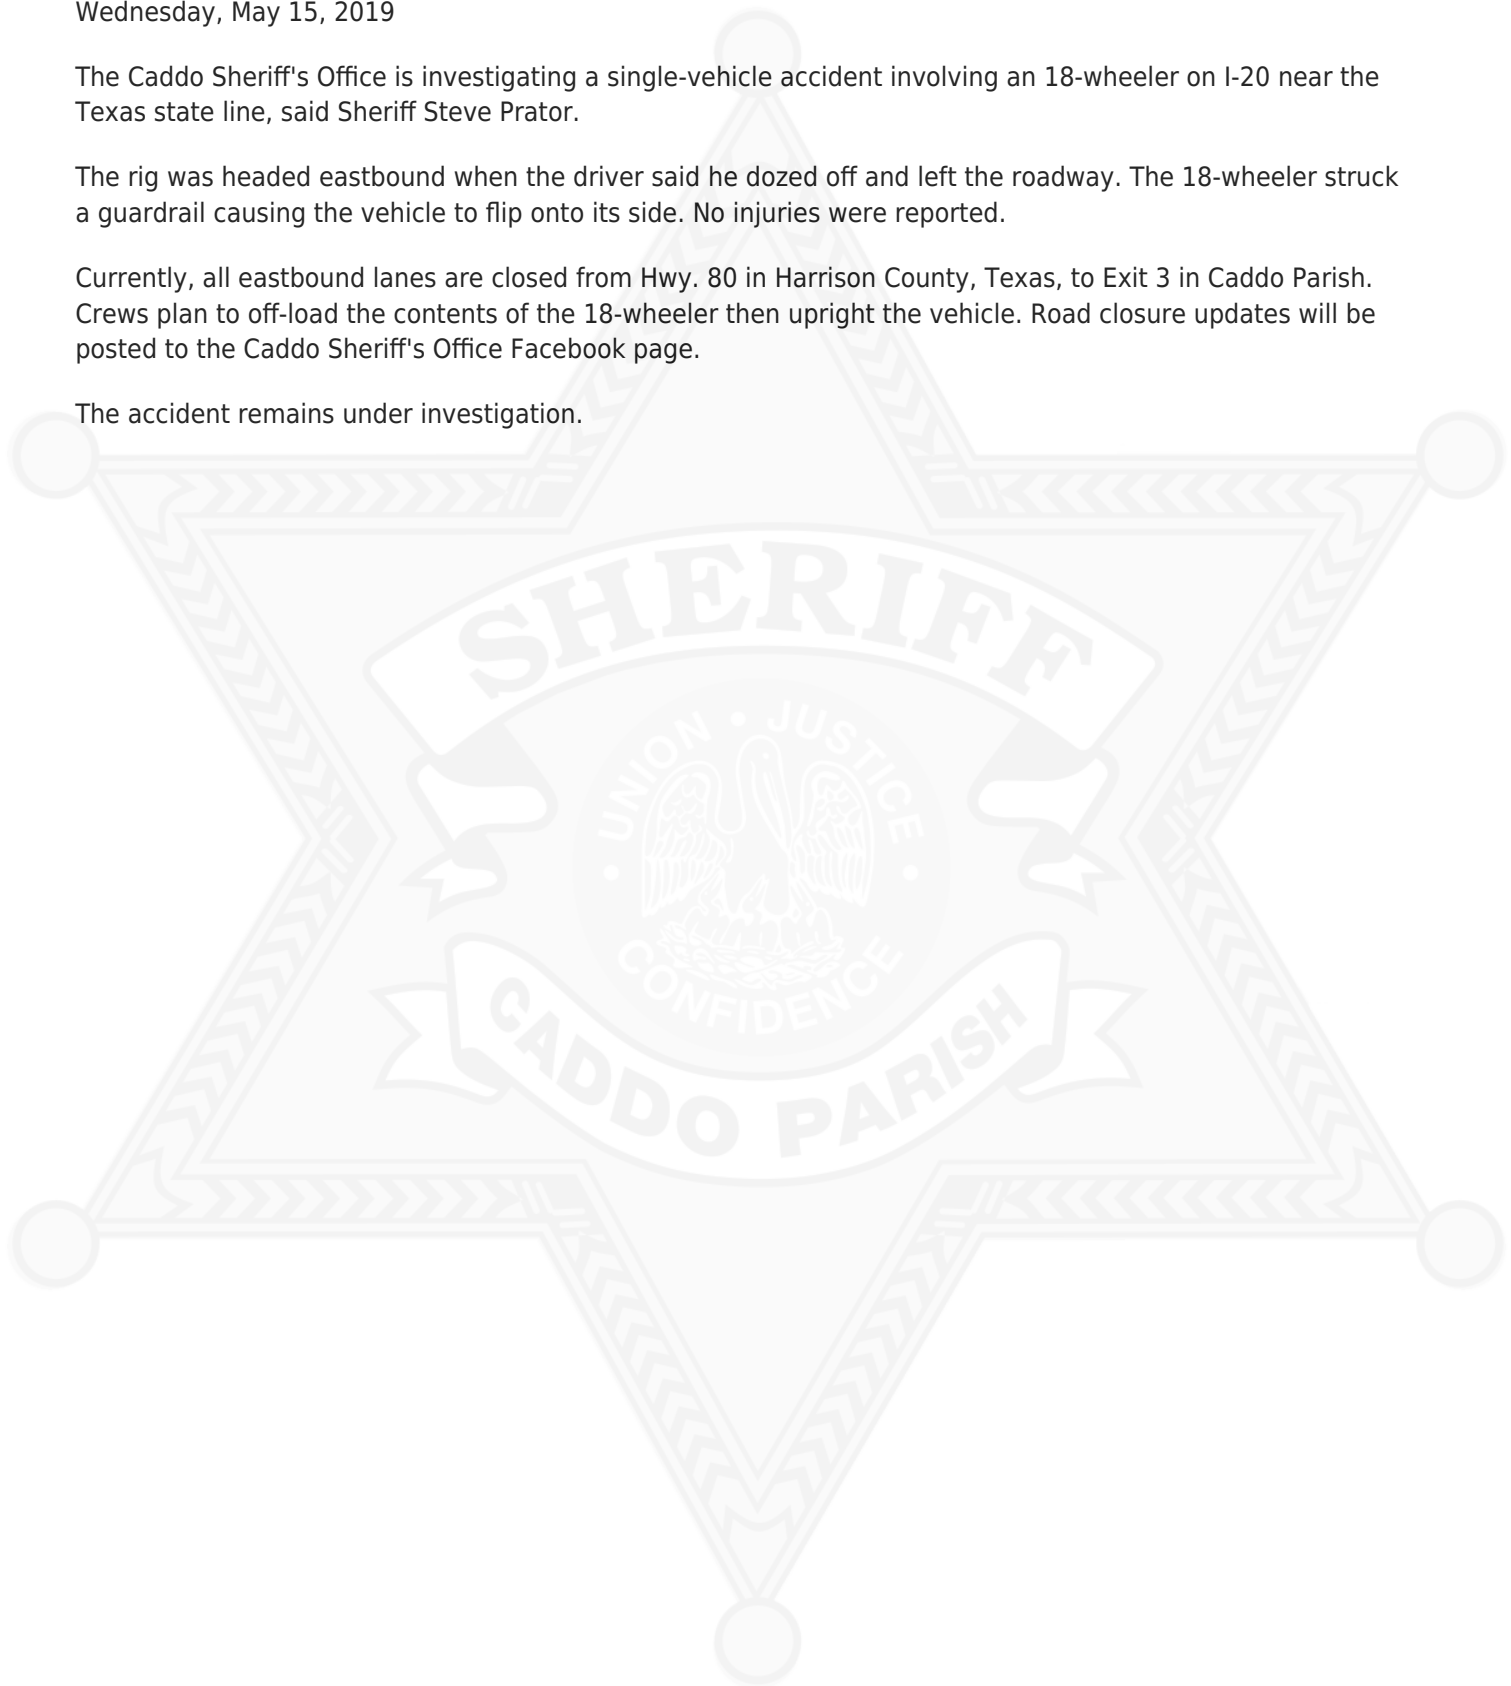 Wednesday, May 15, 2019
The Caddo Sheriff's Office is investigating a single-vehicle accident involving an 18-wheeler on I-20 near the
Texas state line, said Sheriff Steve Prator.
The rig was headed eastbound when the driver said he dozed off and left the roadway. The 18-wheeler struck
a guardrail causing the vehicle to flip onto its side. No injuries were reported.
Currently, all eastbound lanes are closed from Hwy. 80 in Harrison County, Texas, to Exit 3 in Caddo Parish.
Crews plan to off-load the contents of the 18-wheeler then upright the vehicle. Road closure updates will be
posted to the Caddo Sheriff's Office Facebook page.
The accident remains under investigation.
SHERIFF
UNION • JUSTICE
• CONFIDENCE •
CADDO PARISH